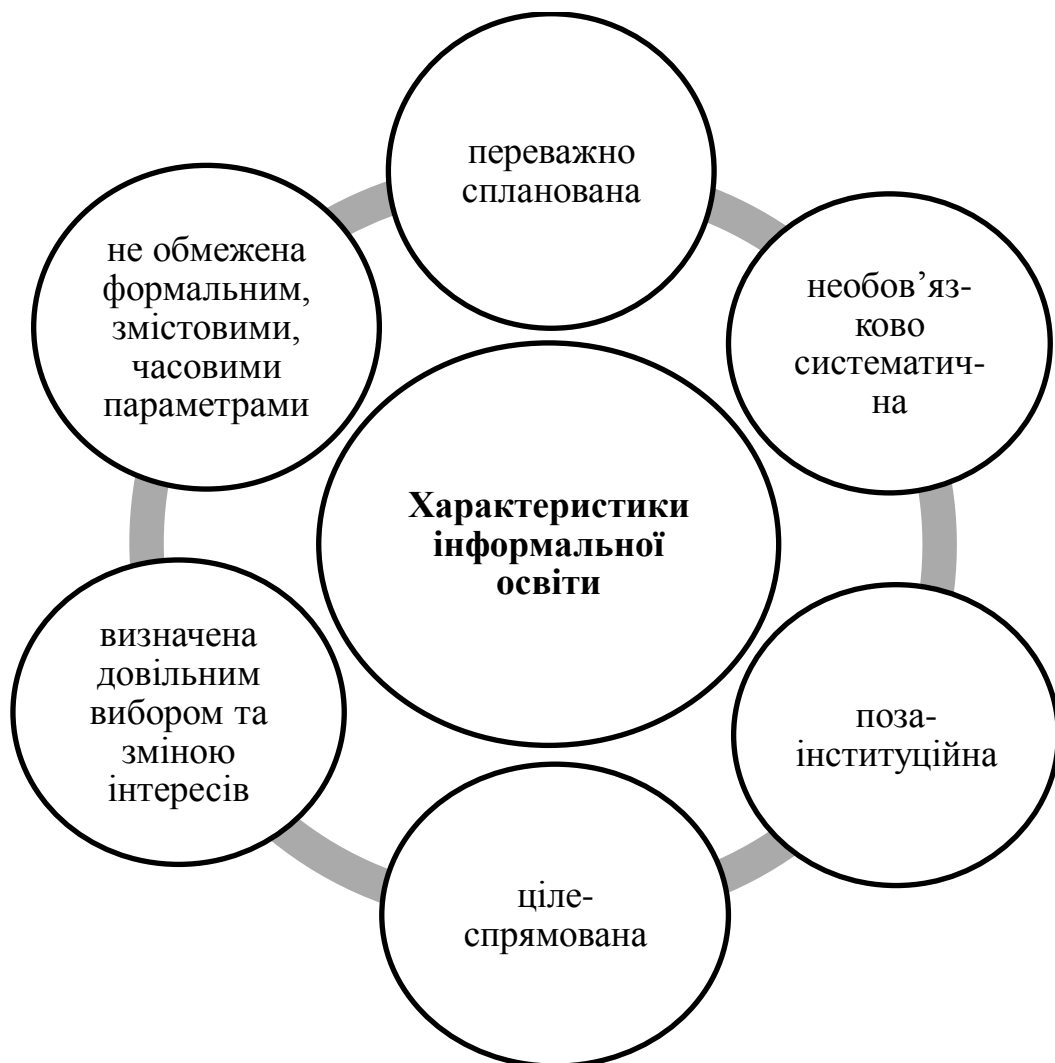 переважно
спланована
необов’яз-
ково
систематич-
на
поза-
інституційна
ціле-
спрямована
визначена
довільним
вибором та
зміною
інтересів
не обмежена
формальним,
змістовими,
часовими
параметрами
Характеристики
інформальної
освіти